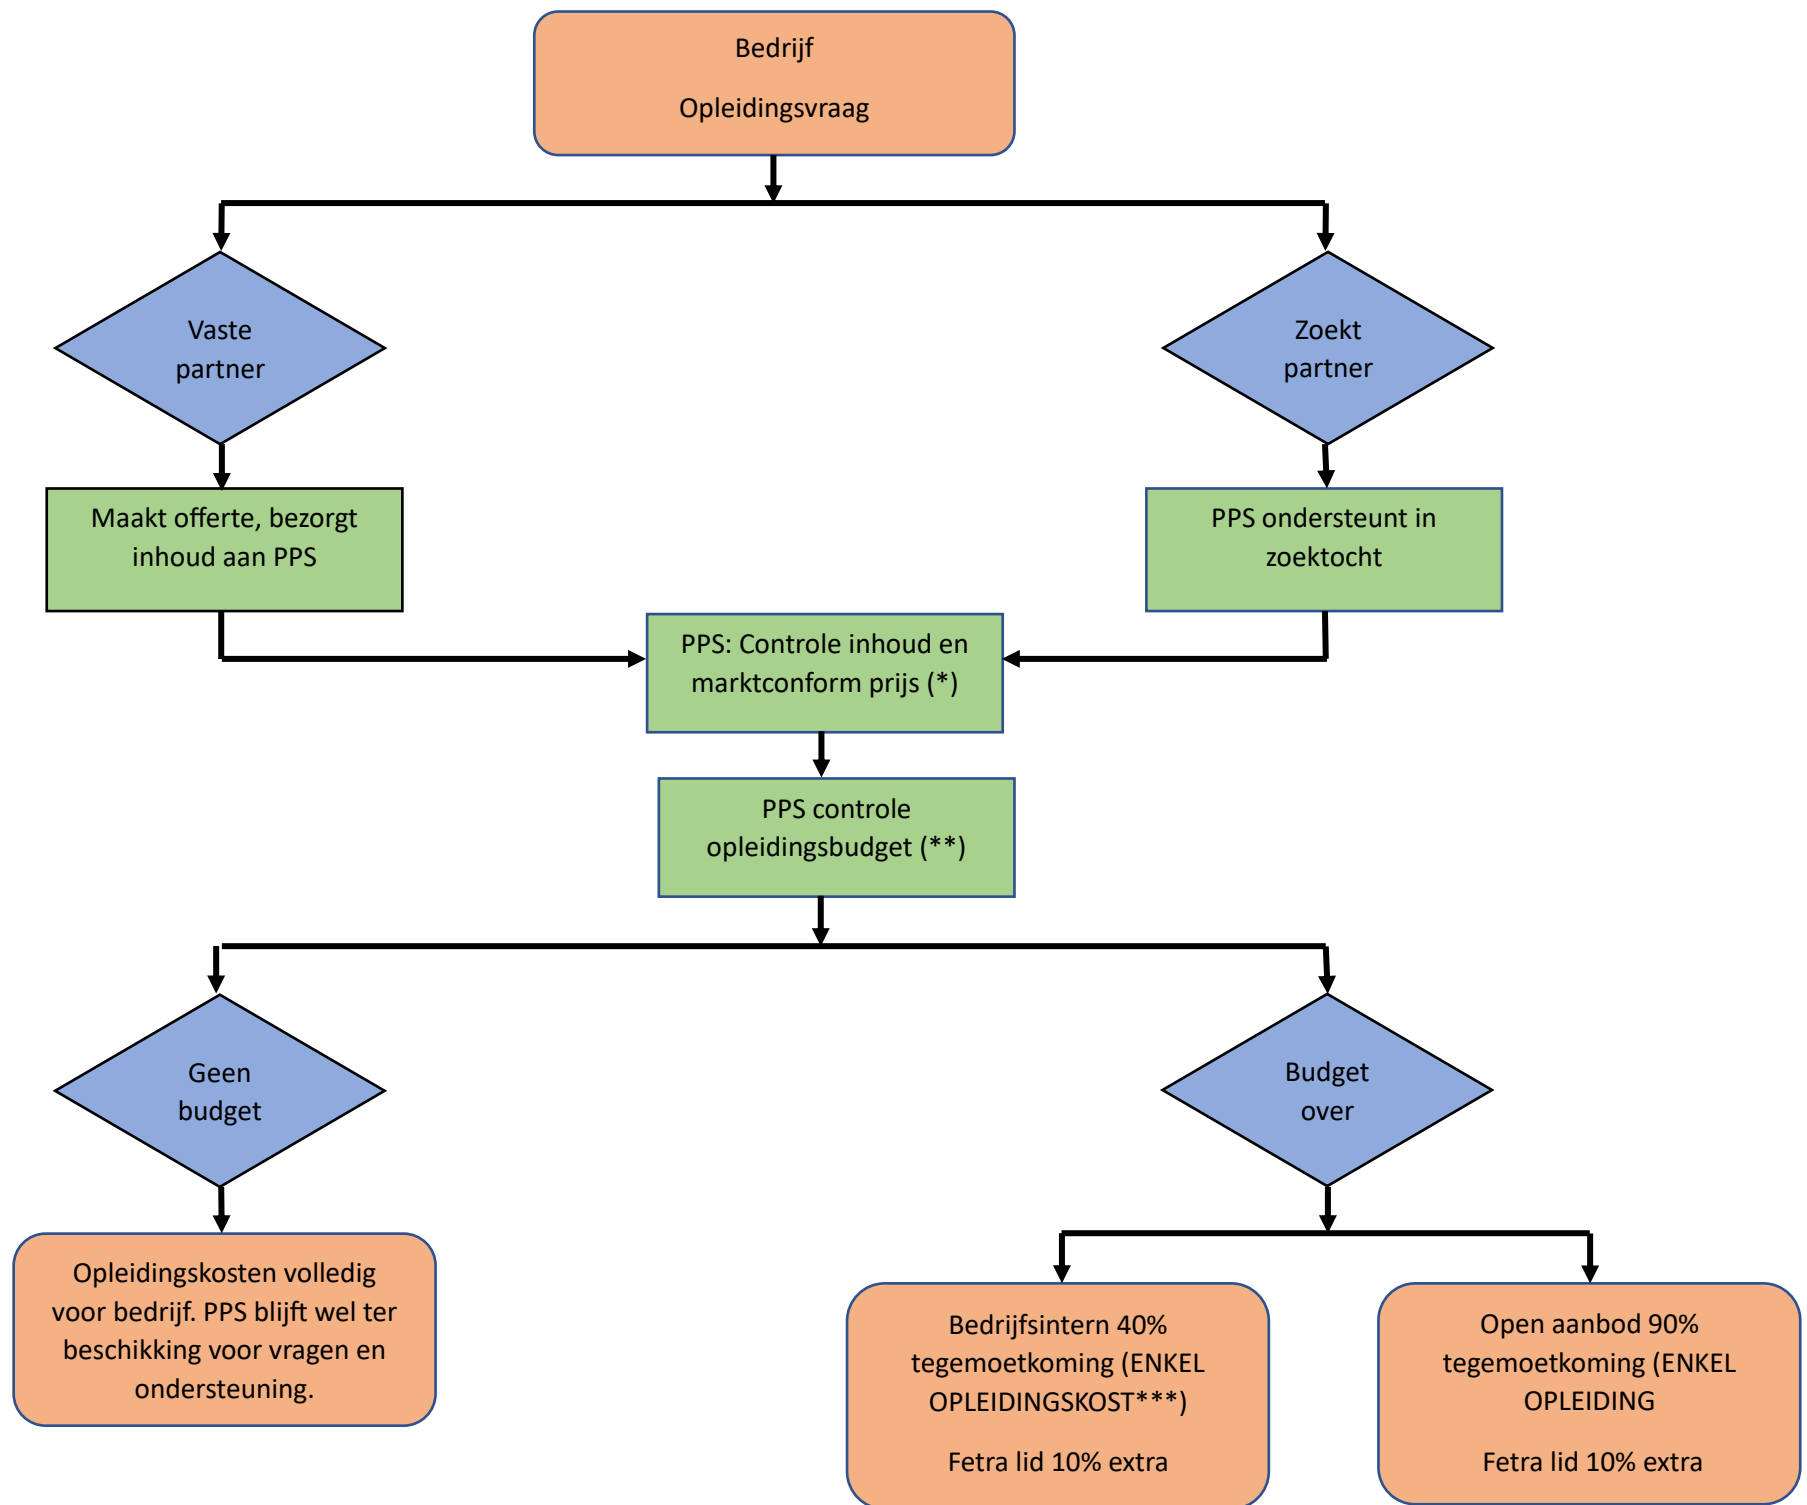 Bedrijf
Opleidingsvraag
Vaste
partner
Zoekt
partner
Maakt offerte, bezorgt
inhoud aan PPS
PPS ondersteunt in
zoektocht
PPS: Controle inhoud en
marktconform prijs (*)
PPS controle
opleidingsbudget (**)
Geen
budget
Budget
over
Opleidingskosten volledig
voor bedrijf. PPS blijft wel ter
beschikking voor vragen en
ondersteuning.
Bedrijfsintern 40%
tegemoetkoming (ENKEL
OPLEIDINGSKOST***)
Fetra lid 10% extra
Open aanbod 90%
tegemoetkoming (ENKEL
OPLEIDING
Fetra lid 10% extra